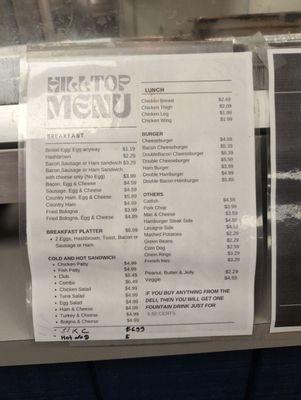 HILLTOP
MENU
BREAKFAST
Broast Egg/ Egg anyway $1.19
Hashbrown $2.29
Bacon, Sausage or Ham sandwich $3.29
Bacon, Sausage or Ham Sandwich,
with cheese only (No Egg) $3.99
Bacon, Egg & Cheese $4.59
Sausage, Egg & Cheese $4.59
Country Ham, Egg & Cheese $5.89
Country Ham $4.99
Fried Bologna $3.99
Fried Bologna, Egg & Cheese $4.89
BREAKFAST PLATTER $9.99
• 2 Eggs, Hashbrown, Toast, Bacon or
Sausage or Ham.
COLD AND HOT SANDWICH
• Chicken Patty $4.99
• Fish Patty $4.99
• Club $6.49
• Combo $6.49
• Chicken Salad $4.99
• Tuna Salad $4.99
• Egg Salad $4.99
• Ham & Cheese $4.99
• Turkey & Cheese $4.99
• Bologna & Cheese $4.99
Hot dog
LUNCH
Chicken Breast $2.69
Chicken Thigh $2.09
Chicken Leg $1.89
Chicken Wing $1.99
BURGER
Cheeseburger $4.59
Bacon Cheeseburger $5.39
DoubleBacon Cheeseburger $6.39
Double Cheeseburger $5.59
Ham Burger $3.99
Double Hamburger $4.99
Double Bacon Hamburger $5.89
OTHERS
Catfish $4.59
Pork Chop $3.99
Mac & Cheese $3.59
Hamburger Steak Side $4.50
Lasagna Side
Mashed Potatoes $2.29
Green Beans $2.29
Corn Dog $2.59
Onion Rings $3.29
French fries $3.29
Peanut, Butter & Jelly $2.29
Veggie $4.69
IF YOU BUY ANYTHING FROM THE
DELI, THEN YOU WILL GET ONE
FOUNTAIN DRINK JUST FOR
CENTS